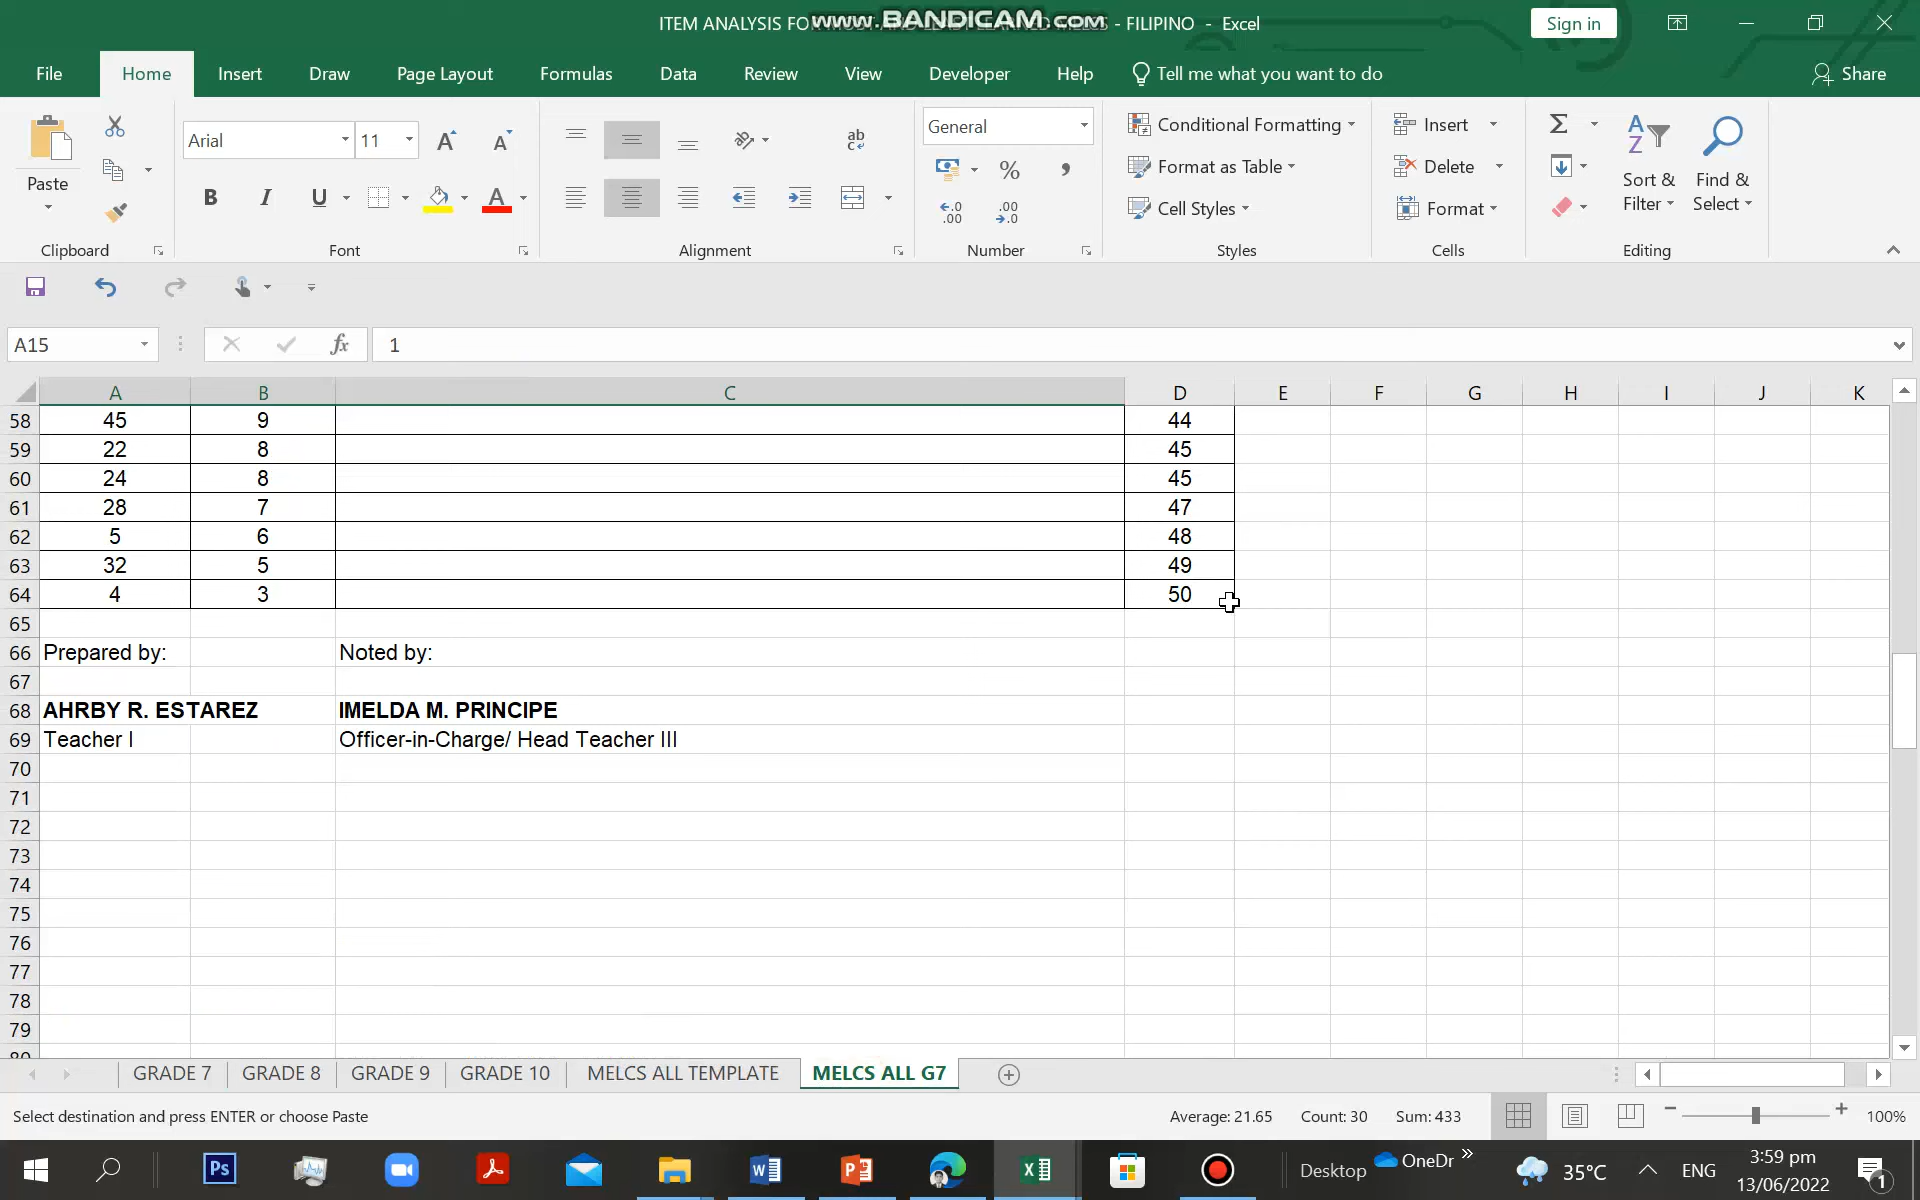 ITEM ANALYSIS FO - FILIPINO - Excel
www.BANDICAM.com
Sign in
File Home Insert Draw Page Layout Formulas Data Review View Developer Help Tell me what you want to do Share
Paste
Clipboard
Arial 11
B I U A
Font
ab
c
Alignment
General
% ,
.00 .0
Number
Conditional Formatting
Format as Table
Cell Styles
Styles
Insert
Delete
Format
Cells
Sort & Filter
Find & Select
Editing
A15 fx 1
A B C D E F G H I J K
58 45 9 44
59 22 8 45
60 24 8 45
61 28 7 47
62 5 6 48
63 32 5 49
64 4 3 50
65
66 Prepared by: Noted by:
67
68 AHRBY R. ESTAREZ IMELDA M. PRINCIPE
69 Teacher I Officer-in-Charge/ Head Teacher III
70
71
72
73
74
75
76
77
78
79
80
GRADE 7 GRADE 8 GRADE 9 GRADE 10 MELCS ALL TEMPLATE MELCS ALL G7
Select destination and press ENTER or choose Paste Average: 21.65 Count: 30 Sum: 433 100%
Ps Desktop OneDr 35°C ENG 3:59 pm
13/06/2022 1